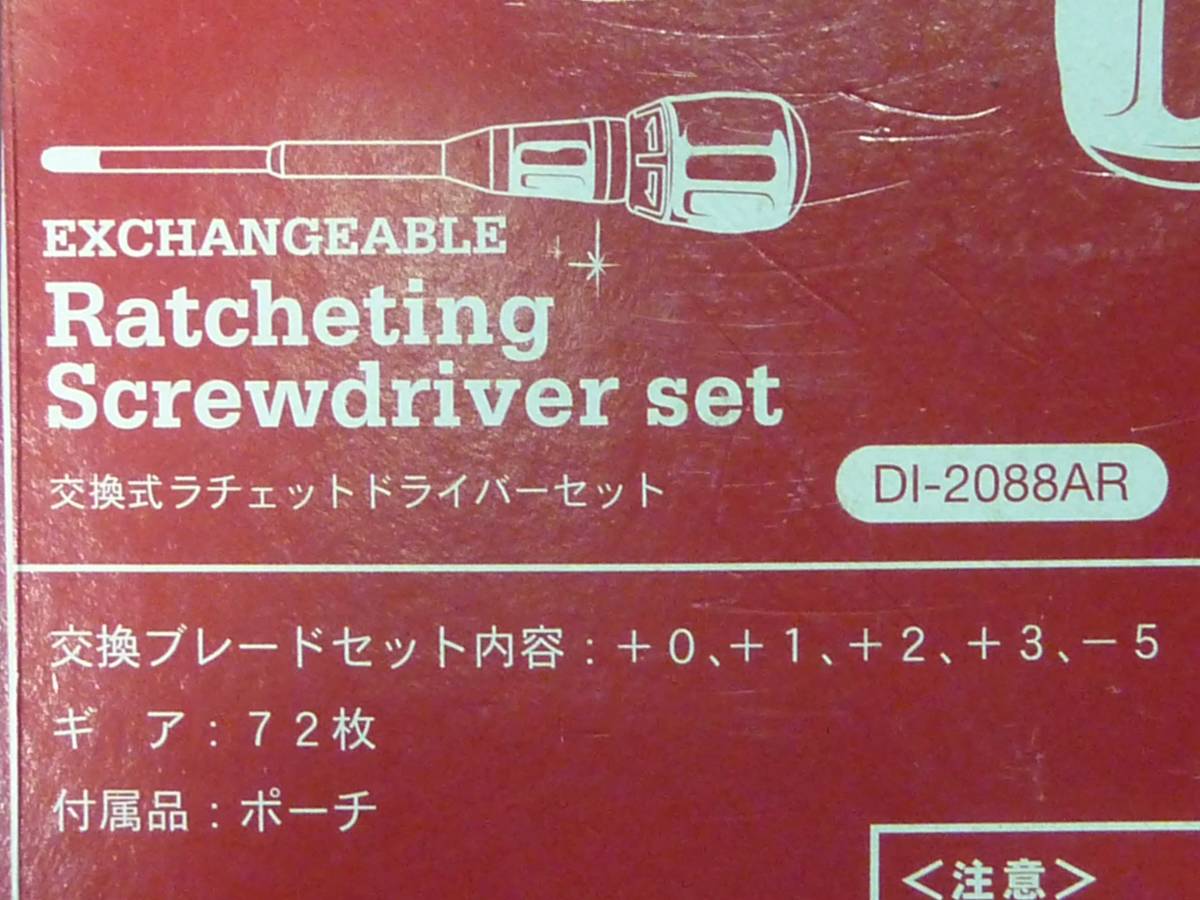 EXCHANGEABLE
Ratcheting
Screwdriver set
交換式ラチェットドライバーセット
DI-2088AR
交換ブレードセット内容：＋０、＋１、＋２、＋３、－５
ギ　ア：７２枚
付属品：ポーチ
＜注意＞